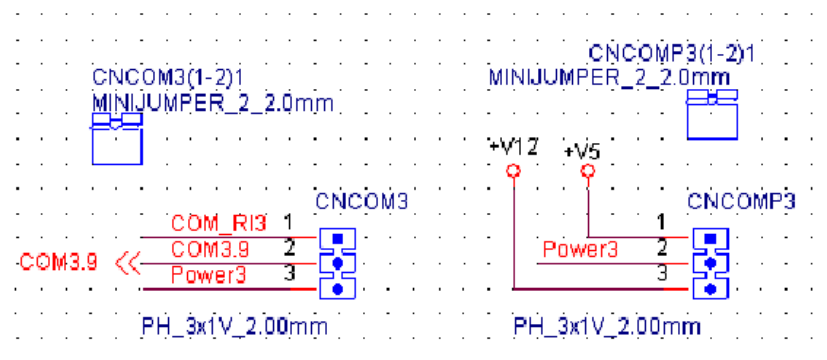 CNCOM3(1-2)1
MINIJUMPER_2_2.0mm
CNCOM3
COM_RI3 1
COM3.9 2
COM3.9
Power3 3
PH_3x1V_2.00mm
CNCOMP3(1-2)1
MINIJUMPER_2_2.0mm
+V12 +V5
CNCOMP3
1
Power3 2
3
PH_3x1V_2.00mm